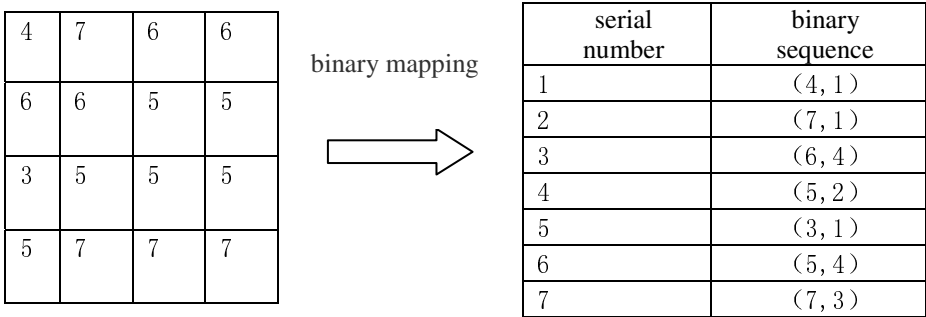 4 7 6 6
6 6 5 5
3 5 5 5
5 7 7 7
binary mapping
serial number binary sequence
1 (4,1)
2 (7,1)
3 (6,4)
4 (5,2)
5 (3,1)
6 (5,4)
7 (7,3)